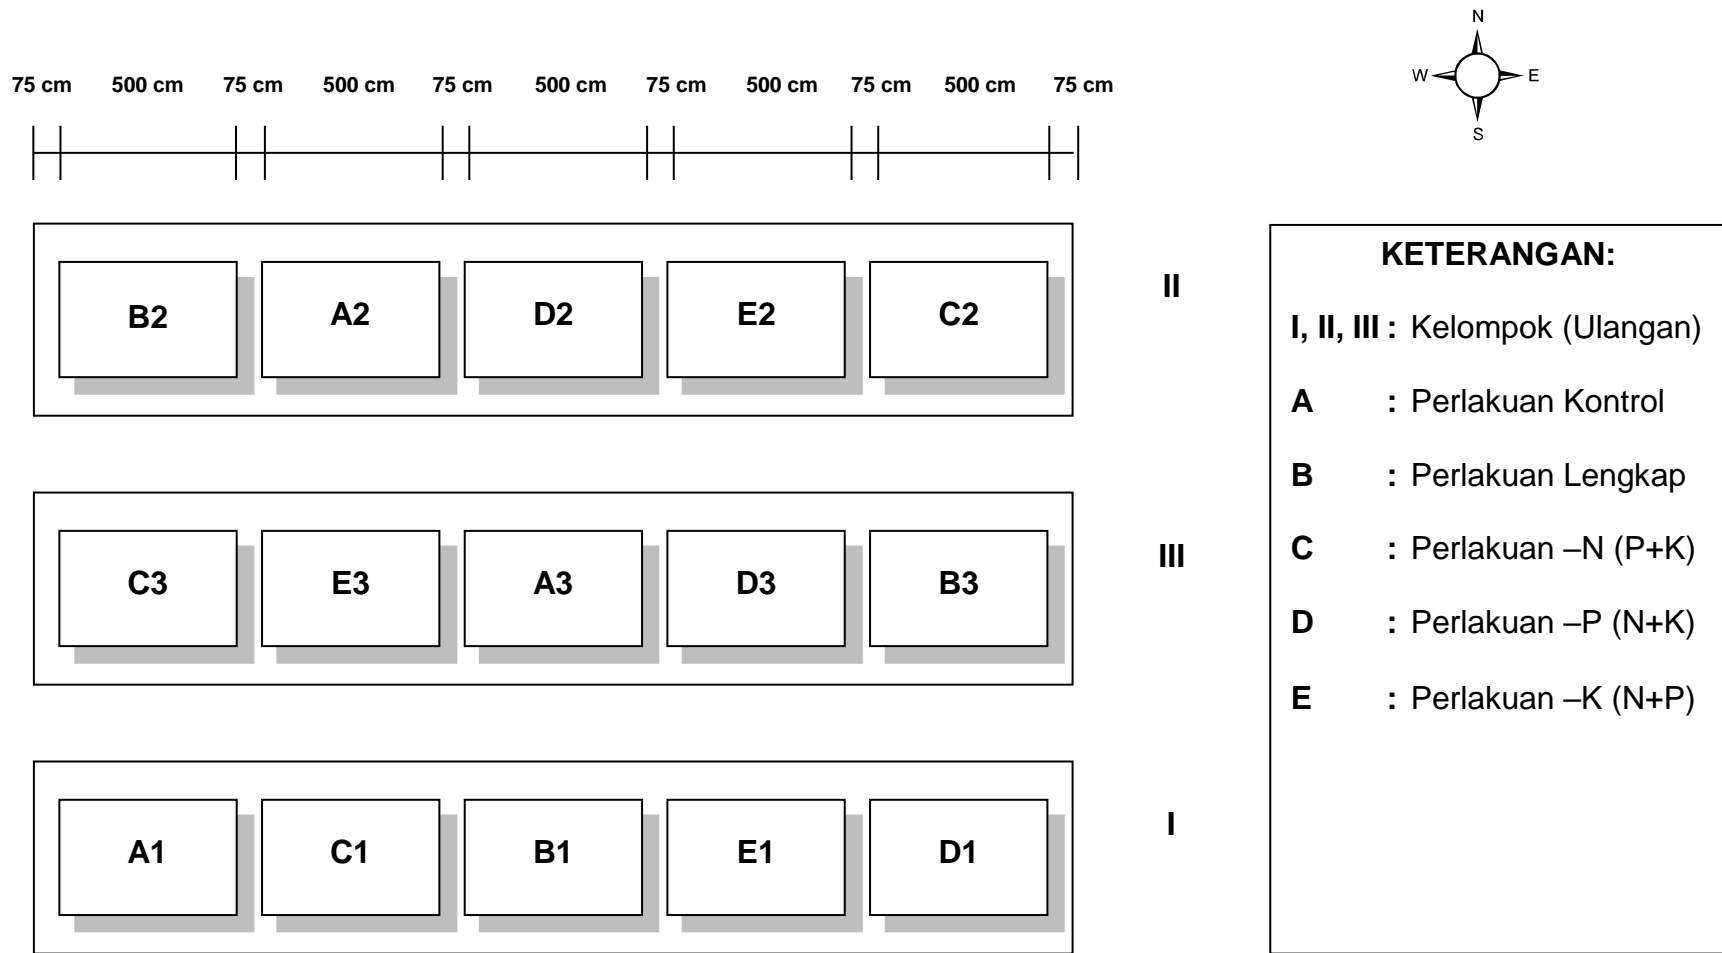 N
W E
S
75 cm 500 cm 75 cm 500 cm 75 cm 500 cm 75 cm 500 cm 75 cm 500 cm 75 cm
B2 A2 D2 E2 C2 II
C3 E3 A3 D3 B3 III
A1 C1 B1 E1 D1 I
KETERANGAN:
I, II, III : Kelompok (Ulangan)
A : Perlakuan Kontrol
B : Perlakuan Lengkap
C : Perlakuan –N (P+K)
D : Perlakuan –P (N+K)
E : Perlakuan –K (N+P)